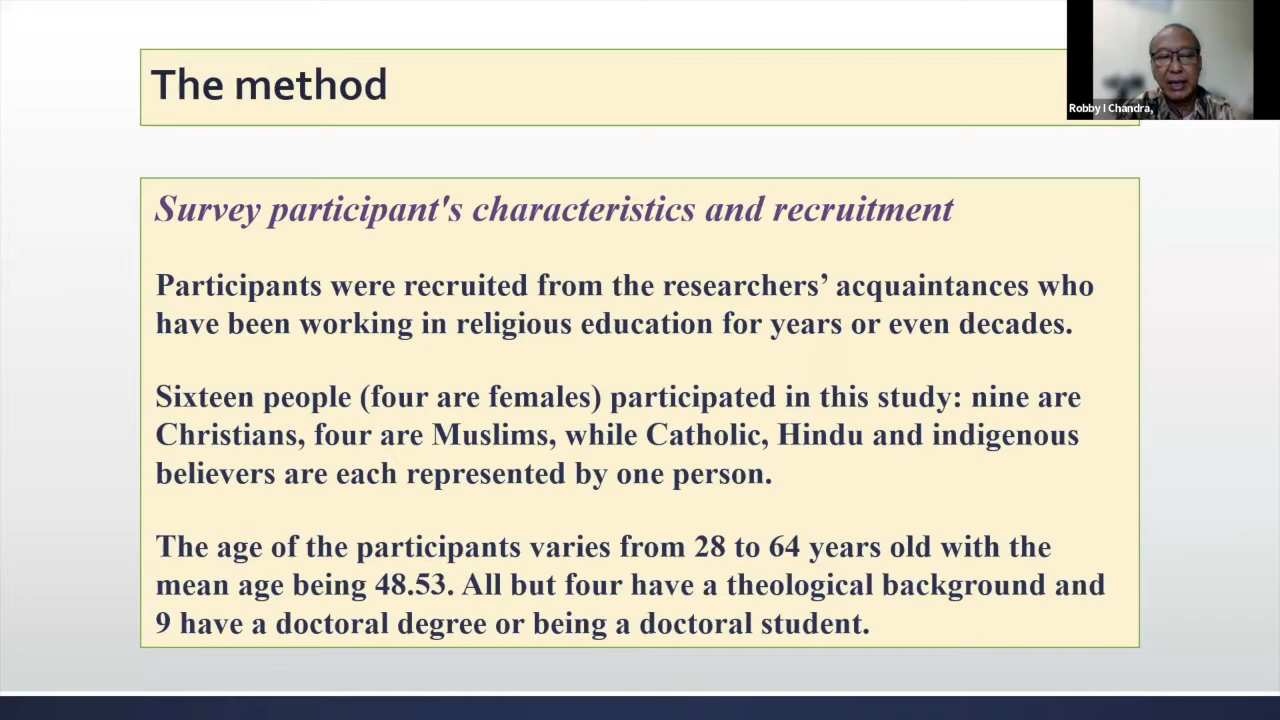 The method
Robby I Chandra,
Survey participant's characteristics and recruitment
Participants were recruited from the researchers’ acquaintances who
have been working in religious education for years or even decades.
Sixteen people (four are females) participated in this study: nine are
Christians, four are Muslims, while Catholic, Hindu and indigenous
believers are each represented by one person.
The age of the participants varies from 28 to 64 years old with the
mean age being 48.53. All but four have a theological background and
9 have a doctoral degree or being a doctoral student.